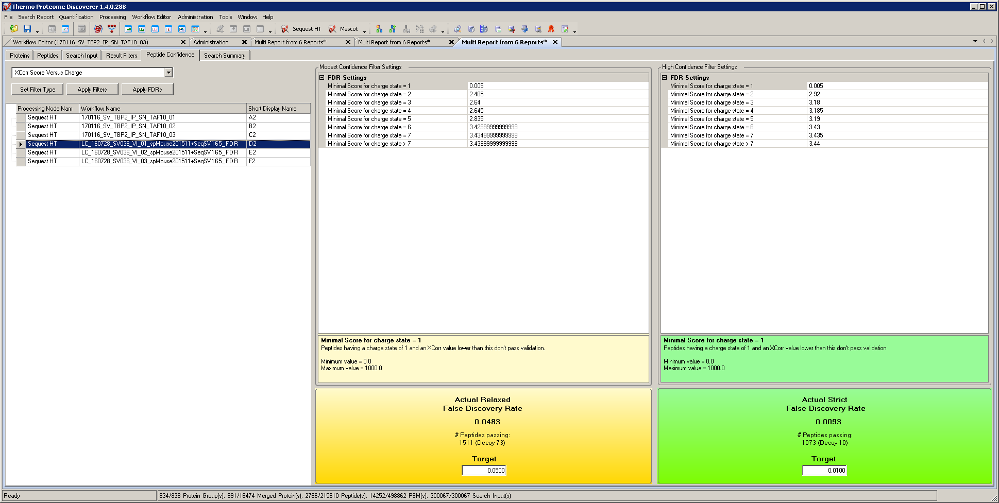 Thermo Proteome Discoverer 1.4.0.288
File Search Report Quantification Processing Workflow Editor Administration Tools Window Help
Sequest HT Mascot
Workflow Editor (170116_SV_TBP2_IP_SN_TAF10_03) Administration Multi Report from 6 Reports* Multi Report from 6 Reports* Multi Report from 6 Reports*
Proteins Peptides Search Input Result Filters Peptide Confidence Search Summary
XCorr Score Versus Charge
Set Filter Type Apply Filters Apply FDRs
Processing Node Nam Workflow Name Short Display Name
Sequest HT 170116_SV_TBP2_IP_SN_TAF10_01 A2
Sequest HT 170116_SV_TBP2_IP_SN_TAF10_02 B2
Sequest HT 170116_SV_TBP2_IP_SN_TAF10_03 C2
Sequest HT LC_160728_SV036_VI_01_spMouse201511+SeqSV165_FDR D2
Sequest HT LC_160728_SV036_VI_02_spMouse201511+SeqSV165_FDR E2
Sequest HT LC_160728_SV036_VI_03_spMouse201511+SeqSV165_FDR F2
Modest Confidence Filter Settings
FDR Settings
Minimal Score for charge state = 1 0.005
Minimal Score for charge state = 2 2.485
Minimal Score for charge state = 3 2.64
Minimal Score for charge state = 4 2.645
Minimal Score for charge state = 5 2.835
Minimal Score for charge state = 6 3.42999999999999
Minimal Score for charge state = 7 3.43499999999999
Minimal Score for charge state > 7 3.43999999999999
Minimal Score for charge state = 1
Peptides having a charge state of 1 and an XCorr value lower than this don't pass validation.
Minimum value = 0.0
Maximum value = 1000.0
Actual Relaxed
False Discovery Rate
0.0483
# Peptides passing:
1511 (Decoy 73)
Target
0.0500
High Confidence Filter Settings
FDR Settings
Minimal Score for charge state = 1 0.005
Minimal Score for charge state = 2 2.92
Minimal Score for charge state = 3 3.18
Minimal Score for charge state = 4 3.185
Minimal Score for charge state = 5 3.19
Minimal Score for charge state = 6 3.43
Minimal Score for charge state = 7 3.435
Minimal Score for charge state > 7 3.44
Minimal Score for charge state = 1
Peptides having a charge state of 1 and an XCorr value lower than this don't pass validation.
Minimum value = 0.0
Maximum value = 1000.0
Actual Strict
False Discovery Rate
0.0093
# Peptides passing:
1073 (Decoy 10)
Target
0.0100
Ready 834/838 Protein Group(s), 991/16474 Merged Protein(s), 2766/215610 Peptide(s), 14252/498862 PSM(s), 300067/300067 Search Input(s)